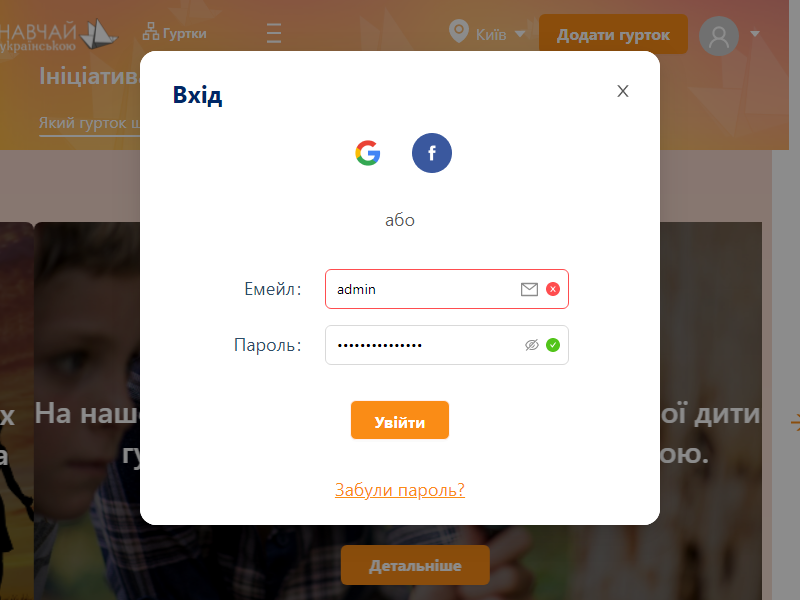 НАВЧАЙ
українською
Гуртки
Київ
Додати гурток
Ініціатив
Який гурток
Вхід
або
Емейл:
admin
Пароль:
Увійти
Забули пароль?
х
На наш
ої дити
а
гу
ою.
Детальніше